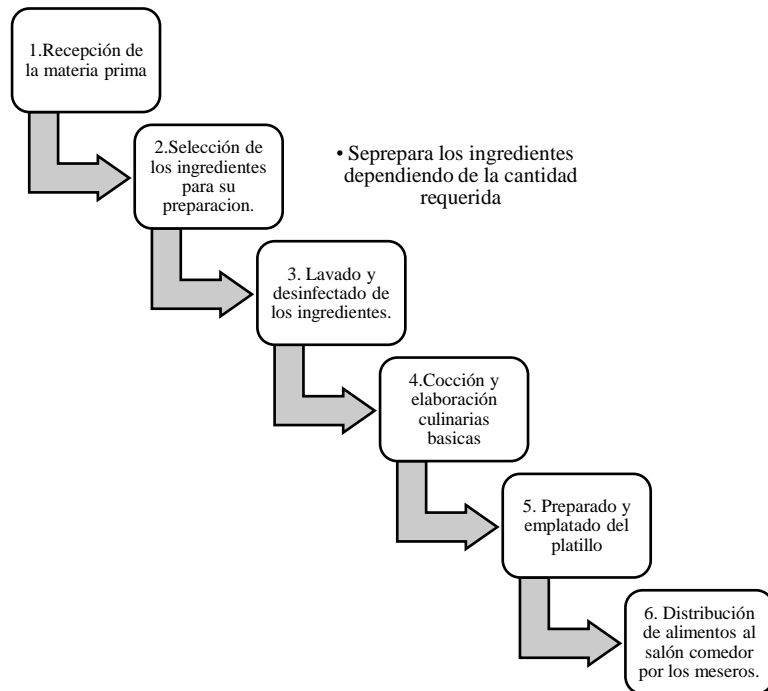 1.Recepción de
la materia prima
2.Selección de
los ingredientes
para su
preparacion.
• Seprepara los ingredientes
dependiendo de la cantidad
requerida
3. Lavado y
desinfectado de
los ingredientes.
4.Cocción y
elaboración
culinarias
basicas
5. Preparado y
emplatado del
platillo
6. Distribución
de alimentos al
salón comedor
por los meseros.